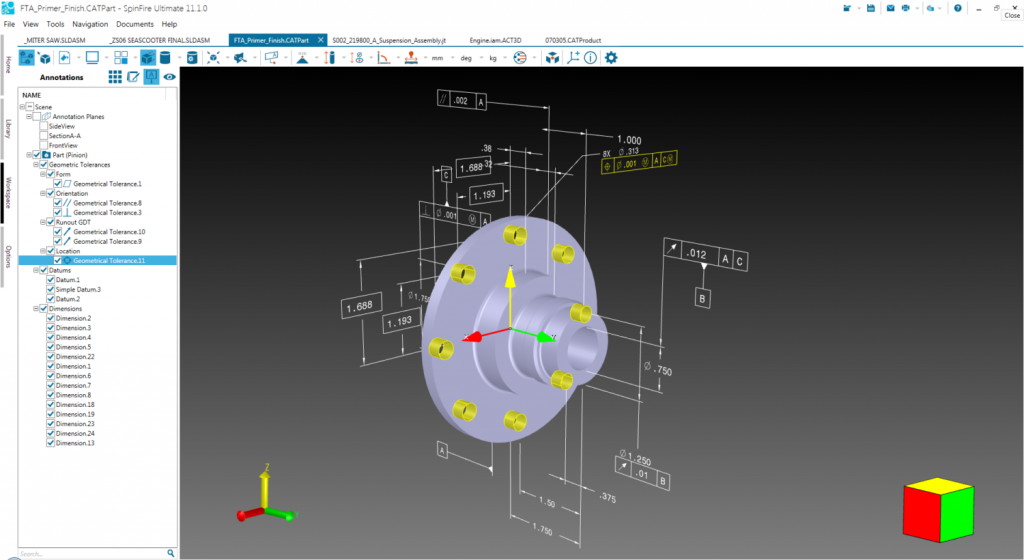 FTA_Primer_Finish.CATPart - SpinFire Ultimate 11.1.0
Close
File View Tools Navigation Documents Help
_MITER SAW.SLDASM _ZS06 SEASCOOTER FINAL.SLDASM FTA_Primer_Finish.CATPart S002_219800_A_Suspension_Assembly.jt Engine.iam.ACT3D 070305.CATProduct
mm deg kg
Home
Library
Workspace
Options
Annotations
NAME
Scene
Annotation Planes
SideView
SectionA-A
FrontView
Part (Pinion)
Geometric Tolerances
Form
Geometrical Tolerance.1
Orientation
Geometrical Tolerance.8
Geometrical Tolerance.3
Runout GDT
Geometrical Tolerance.10
Geometrical Tolerance.9
Location
Geometrical Tolerance.11
Datums
Datum.1
Simple Datum.3
Datum.2
Dimensions
Dimension.2
Dimension.3
Dimension.4
Dimension.5
Dimension.22
Dimension.1
Dimension.6
Dimension.7
Dimension.8
Dimension.18
Dimension.19
Dimension.23
Dimension.24
Dimension.13
Search...
// .002 A
1.000
.38
8X Ø .313
⌖ Ø .001 Ⓜ A C Ⓜ
1.688
.32
C
1.193
⊥ Ø .001 Ⓜ A
.012 A C
B
1.688
1.193
Ø .750
A
Ø 1.250
.01 B
.375
1.50
1.750
Z